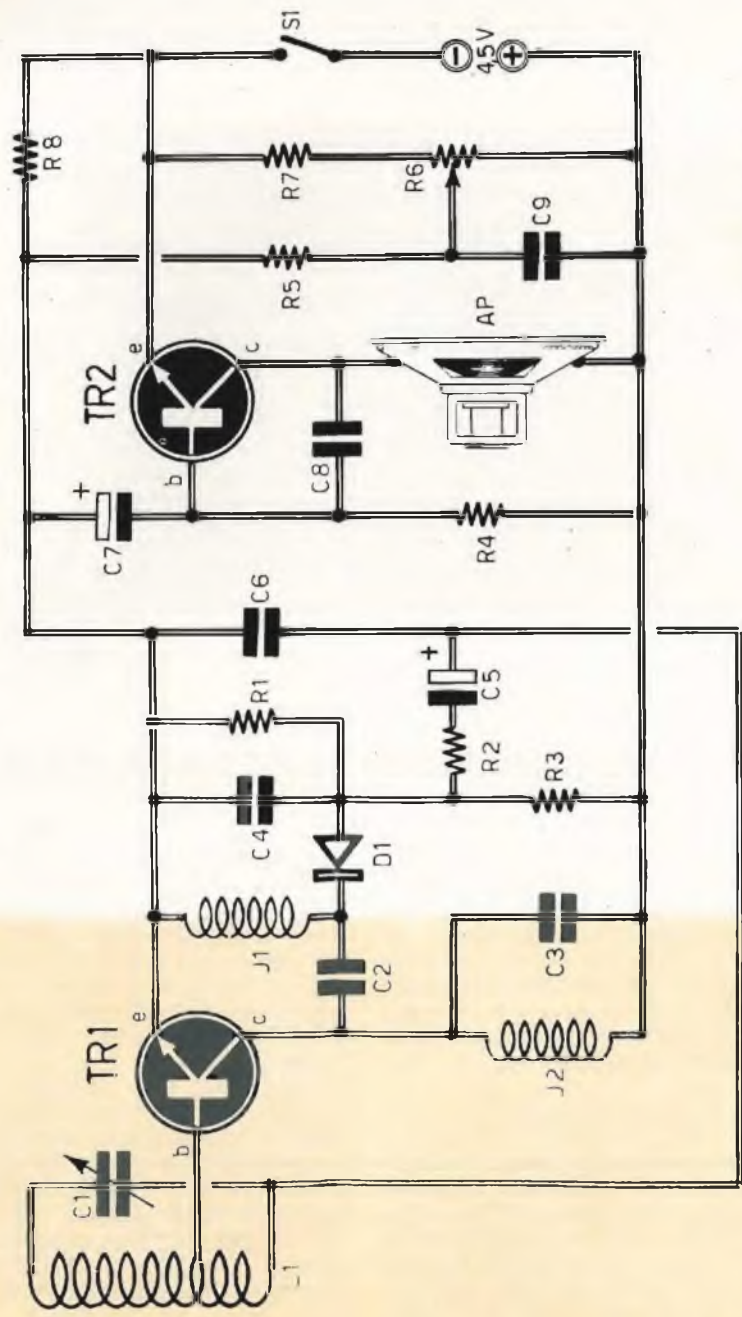 R8
TR1
TR2
C7
+
C1
e
b
c
e
b
c
S1
J1
C4
R1
C6
C2
D1
C8
R5
R7
R2
C5
+
AP
R6
4,5V
−
+
J2
C3
R3
R4
C9